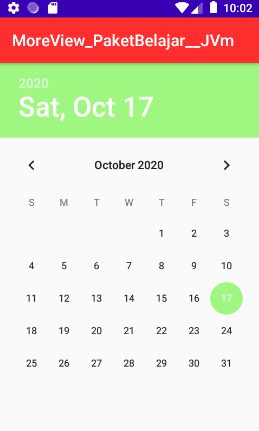 10:02
MoreView_PaketBelajar__JVm
2020
Sat, Oct 17
October 2020
S M T W T F S
1 2 3
4 5 6 7 8 9 10
11 12 13 14 15 16 17
18 19 20 21 22 23 24
25 26 27 28 29 30 31